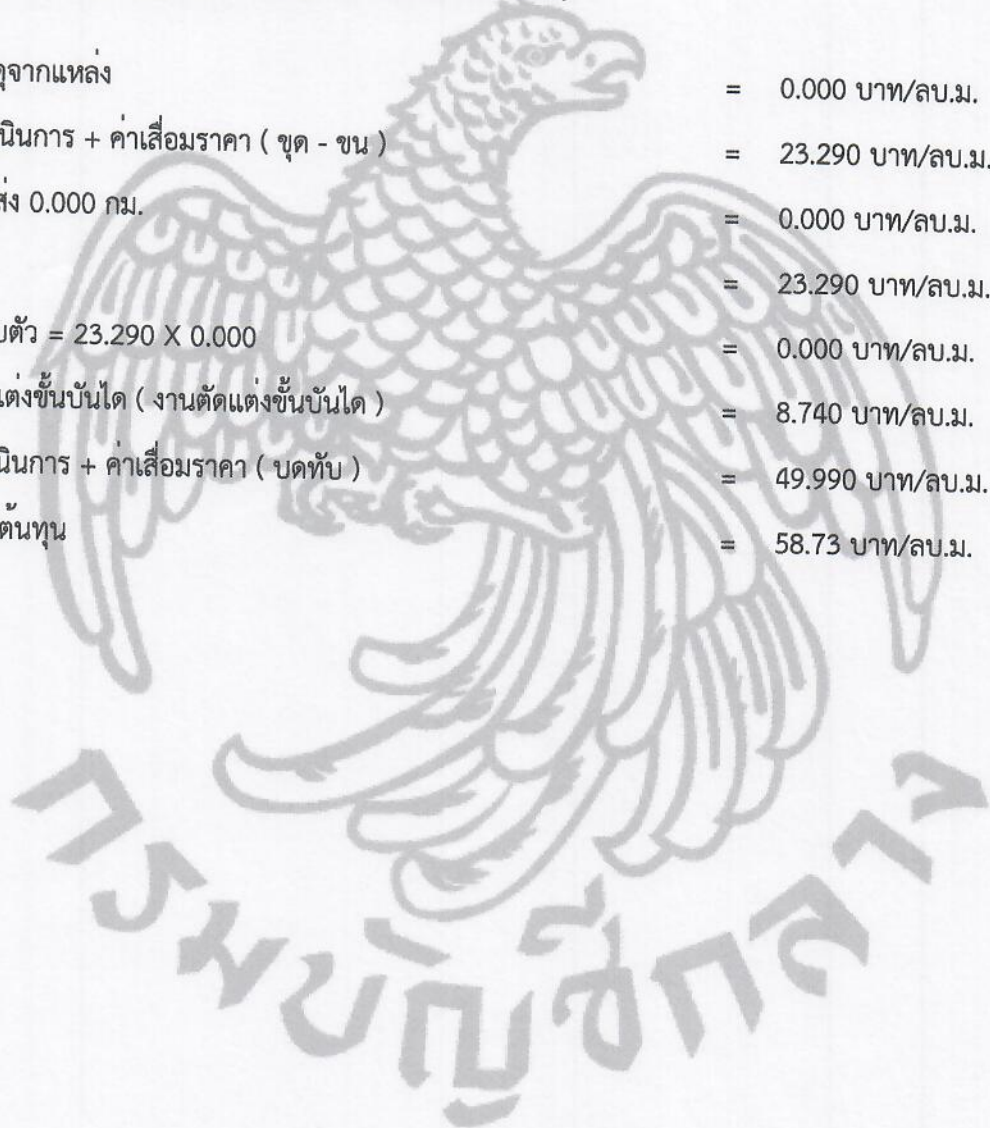 จากแหล่ง = 0.000 บาท/ลบ.ม.
นินการ + ค่าเสื่อมราคา ( ขุด - ขน ) = 23.290 บาท/ลบ.ม.
ส่ง 0.000 กม. = 0.000 บาท/ลบ.ม.
= 23.290 บาท/ลบ.ม.
บตัว = 23.290 X 0.000 = 0.000 บาท/ลบ.ม.
แต่งขั้นบันได ( งานตัดแต่งขั้นบันได ) = 8.740 บาท/ลบ.ม.
นินการ + ค่าเสื่อมราคา ( บดทับ ) = 49.990 บาท/ลบ.ม.
ต้นทุน = 58.73 บาท/ลบ.ม.
กรมบัญชีกลาง